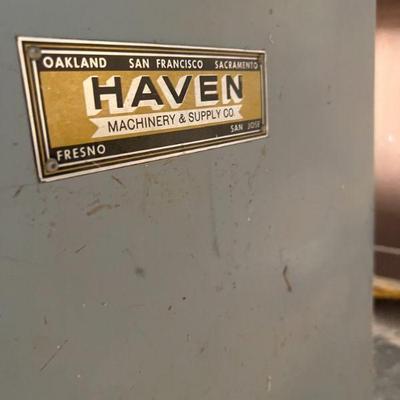 OAKLAND SAN FRANCISCO SACRAMENTO
HAVEN
MACHINERY & SUPPLY CO.
FRESNO SAN JOSE